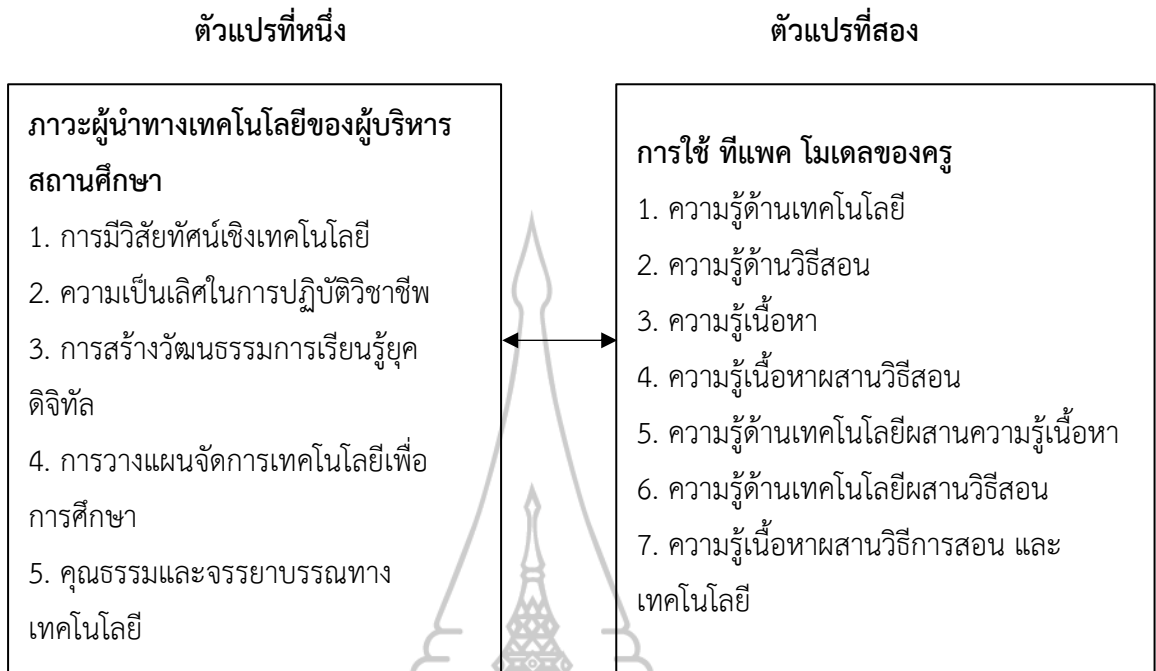 ตัวแปรที่หนึ่ง
ตัวแปรที่สอง
ภาวะผู้นำทางเทคโนโลยีของผู้บริหาร
สถานศึกษา
1. การมีวิสัยทัศน์เชิงเทคโนโลยี
2. ความเป็นเลิศในการปฏิบัติวิชาชีพ
3. การสร้างวัฒนธรรมการเรียนรู้ยุค
ดิจิทัล
4. การวางแผนจัดการเทคโนโลยีเพื่อ
การศึกษา
5. คุณธรรมและจรรยาบรรณทาง
เทคโนโลยี
การใช้ ทีแพค โมเดลของครู
1. ความรู้ด้านเทคโนโลยี
2. ความรู้ด้านวิธีสอน
3. ความรู้เนื้อหา
4. ความรู้เนื้อหาผสานวิธีสอน
5. ความรู้ด้านเทคโนโลยีผสานความรู้เนื้อหา
6. ความรู้ด้านเทคโนโลยีผสานวิธีสอน
7. ความรู้เนื้อหาผสานวิธีการสอน และ
เทคโนโลยี